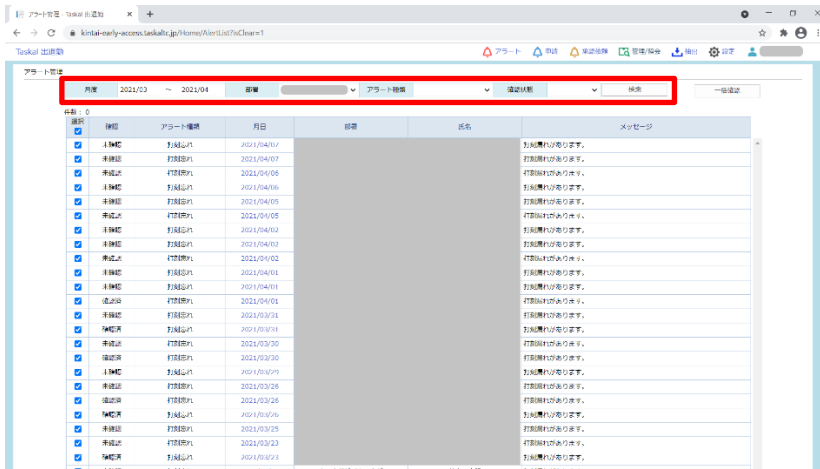 アラート管理 - Taskal 出退勤
kintai-early-access.taskaltc.jp/Home/AlertList?isClear=1
Taskal 出退勤 アラート 申請 承認依頼 管理/照会 抽出 設定
アラート管理
月度 2021/03 ～ 2021/04 部署 アラート種類 確認状態 検索 一括確認
件数： 0
選択 確認 アラート種類 月日 部署 氏名 メッセージ
未確認 打刻忘れ 2021/04/07 打刻漏れがあります。
未確認 打刻忘れ 2021/04/07 打刻漏れがあります。
未確認 打刻忘れ 2021/04/06 打刻漏れがあります。
未確認 打刻忘れ 2021/04/06 打刻漏れがあります。
未確認 打刻忘れ 2021/04/05 打刻漏れがあります。
未確認 打刻忘れ 2021/04/05 打刻漏れがあります。
未確認 打刻忘れ 2021/04/02 打刻漏れがあります。
未確認 打刻忘れ 2021/04/02 打刻漏れがあります。
未確認 打刻忘れ 2021/04/02 打刻漏れがあります。
未確認 打刻忘れ 2021/04/01 打刻漏れがあります。
未確認 打刻忘れ 2021/04/01 打刻漏れがあります。
確認済 打刻忘れ 2021/04/01 打刻漏れがあります。
未確認 打刻忘れ 2021/03/31 打刻漏れがあります。
確認済 打刻忘れ 2021/03/31 打刻漏れがあります。
未確認 打刻忘れ 2021/03/30 打刻漏れがあります。
確認済 打刻忘れ 2021/03/30 打刻漏れがあります。
未確認 打刻忘れ 2021/03/29 打刻漏れがあります。
未確認 打刻忘れ 2021/03/26 打刻漏れがあります。
確認済 打刻忘れ 2021/03/26 打刻漏れがあります。
確認済 打刻忘れ 2021/03/26 打刻漏れがあります。
未確認 打刻忘れ 2021/03/25 打刻漏れがあります。
未確認 打刻忘れ 2021/03/23 打刻漏れがあります。
確認済 打刻忘れ 2021/03/23 打刻漏れがあります。